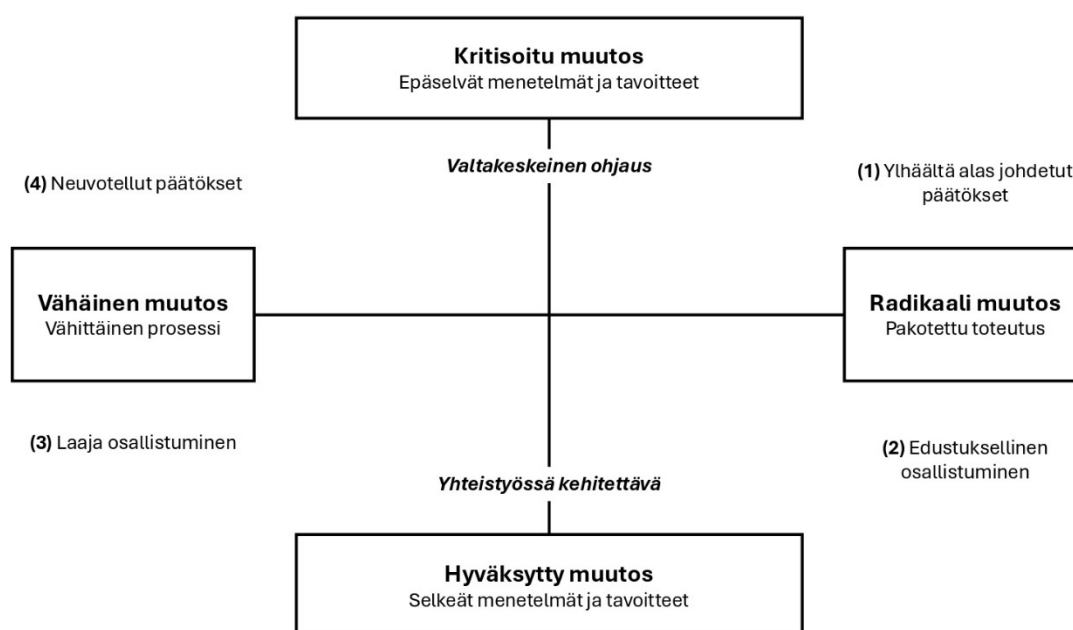 Kritisoitu muutos
Epäselvät menetelmät ja tavoitteet
Valtakeskeinen ohjaus
(4) Neuvotellut päätökset
(1) Ylhäältä alas johdetut
päätökset
Vähäinen muutos
Vähittäinen prosessi
Radikaali muutos
Pakotettu toteutus
(3) Laaja osallistuminen
(2) Edustuksellinen
osallistuminen
Yhteistyössä kehitettävä
Hyväksytty muutos
Selkeät menetelmät ja tavoitteet